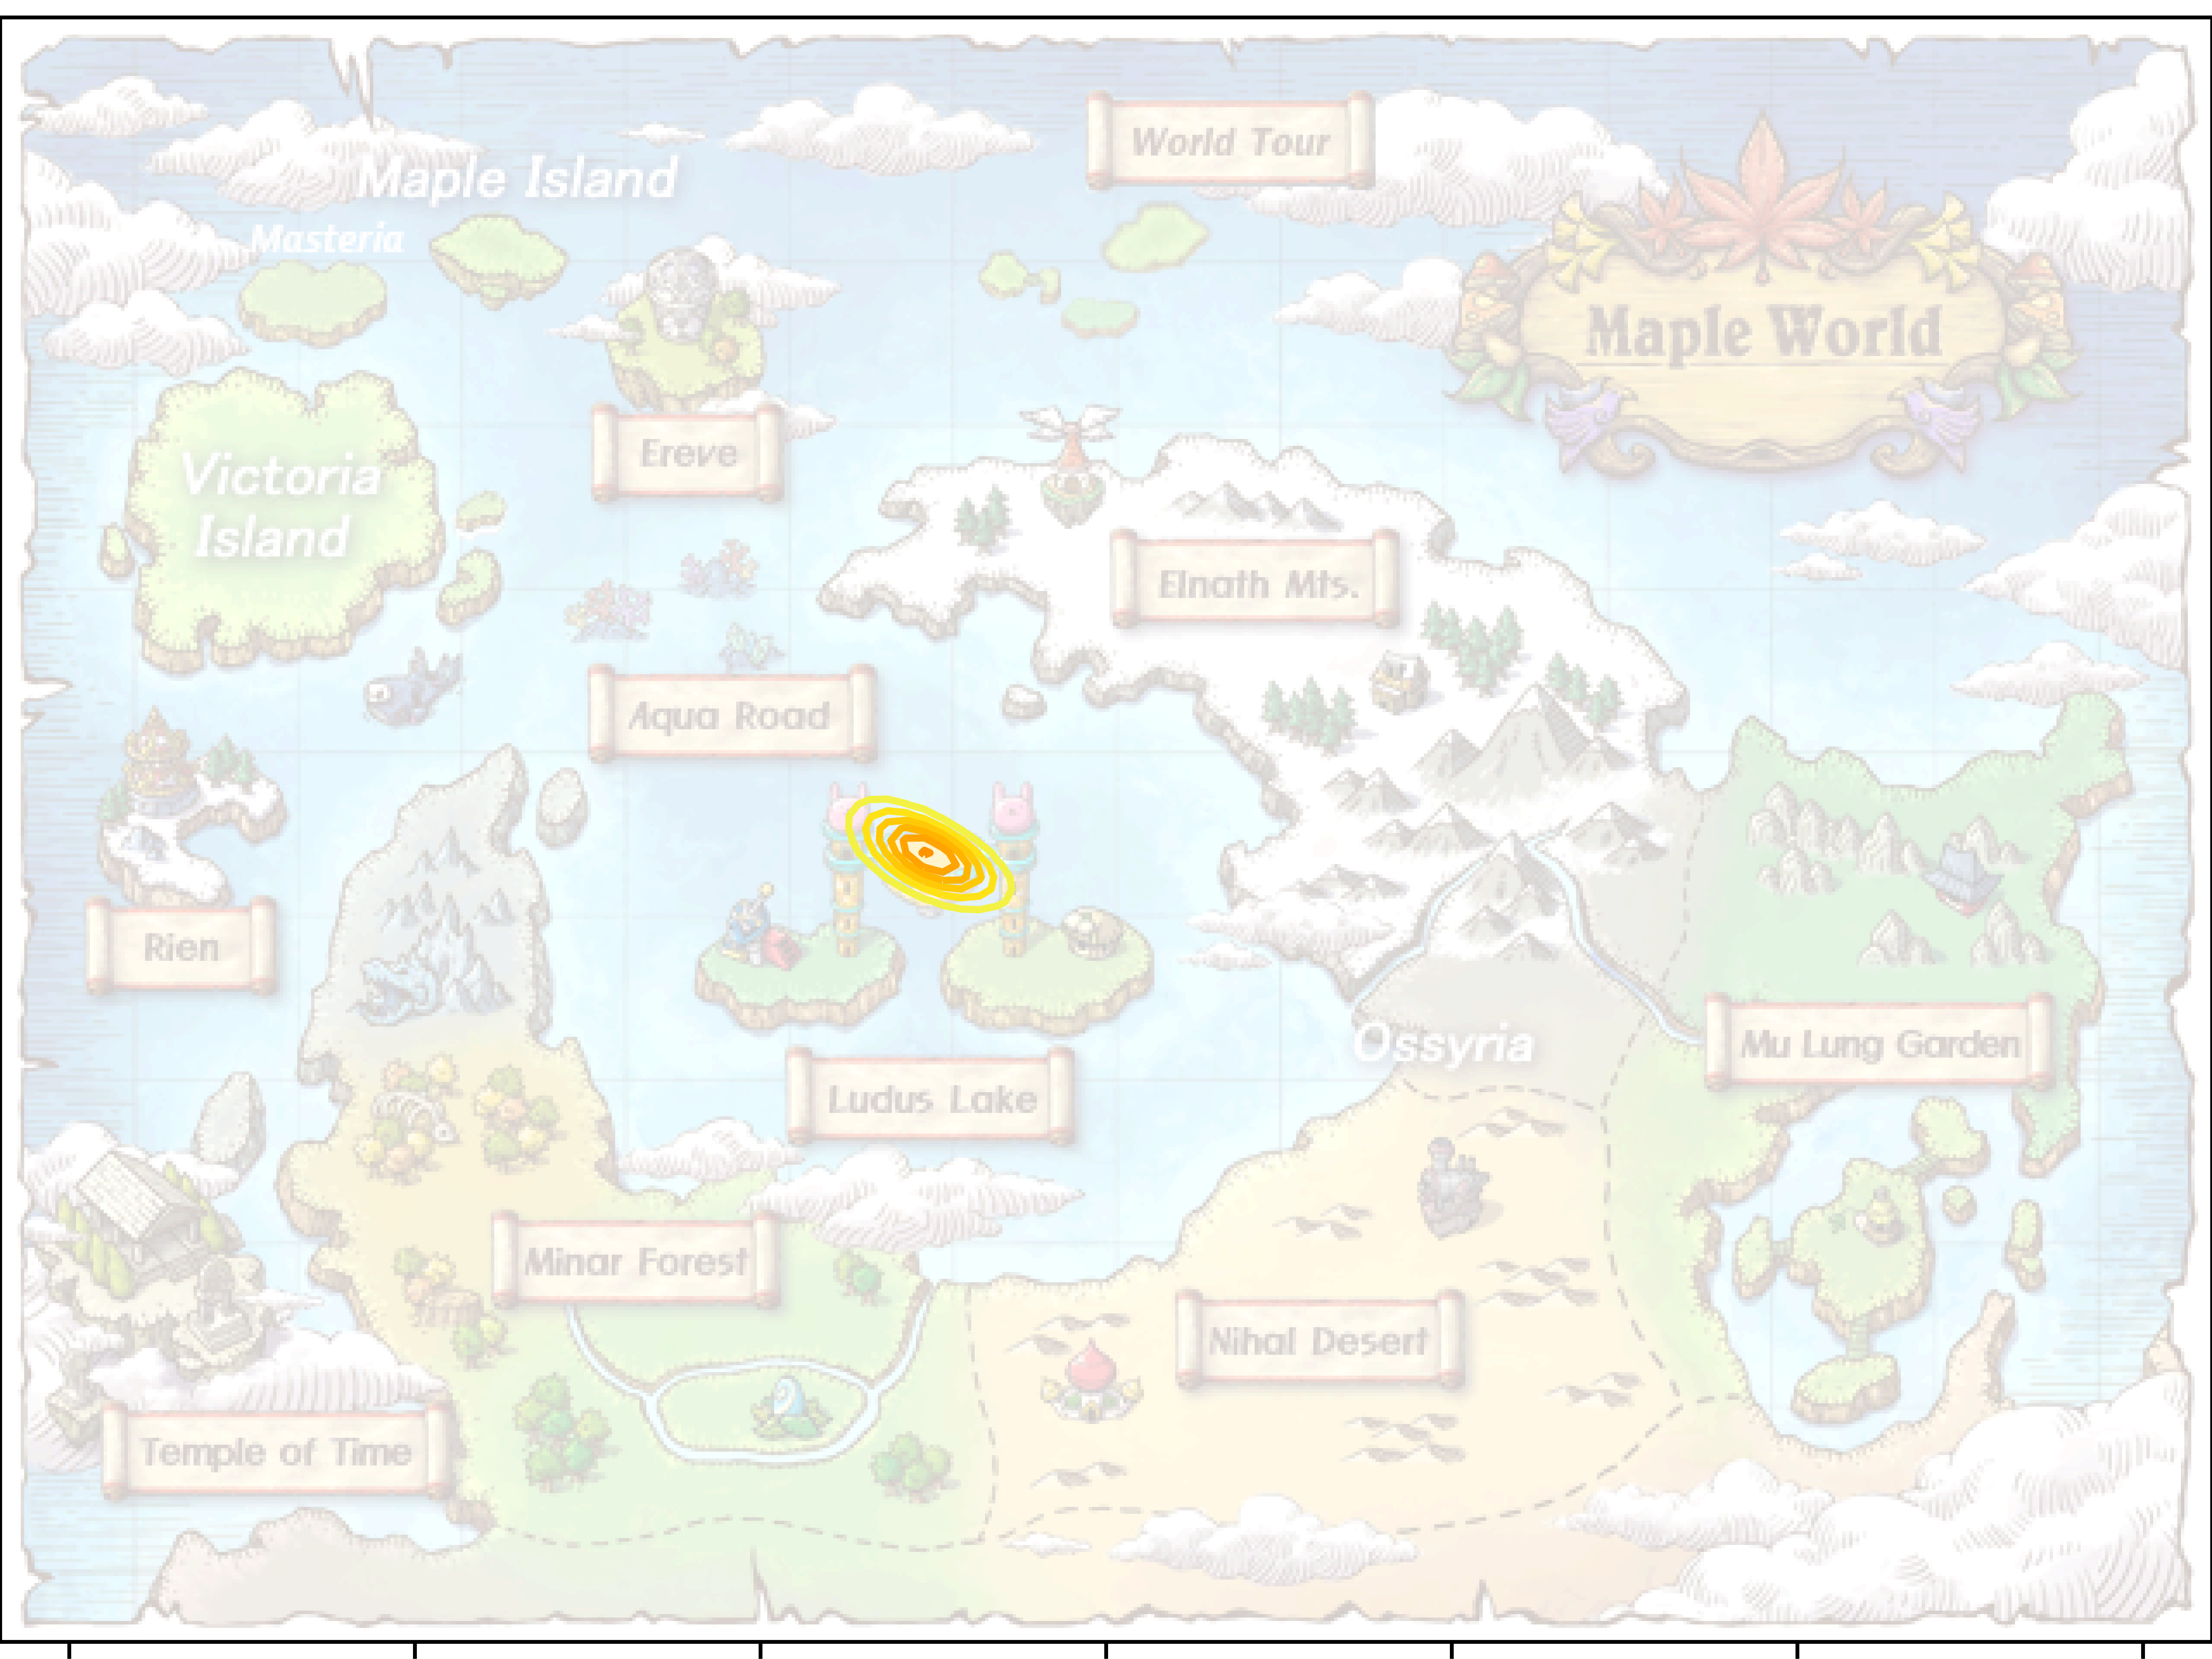 World Tour
Maple Island
Masteria
Maple World
Ereve
Victoria
Island
Elnath Mts.
Aqua Road
Rien
Ossyria
Mu Lung Garden
Ludus Lake
Minar Forest
Nihal Desert
Temple of Time